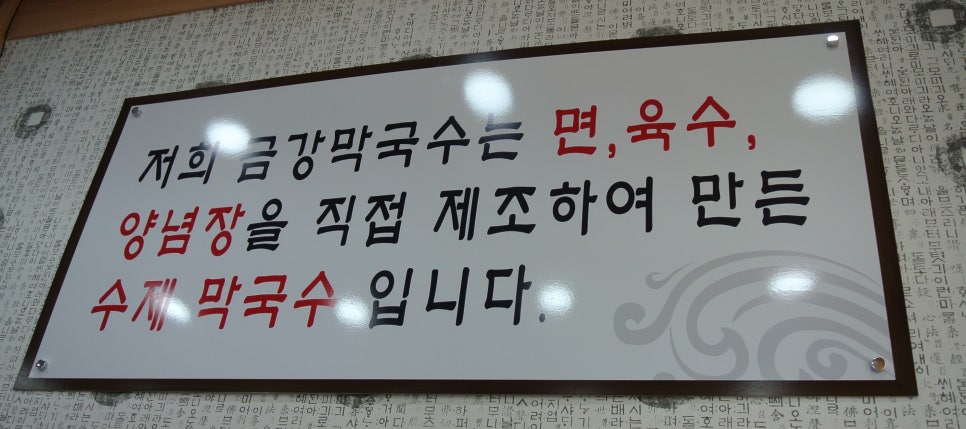 저희 금강막국수는 면,육수,
양념장을 직접 제조하여 만든
수제 막국수 입니다.